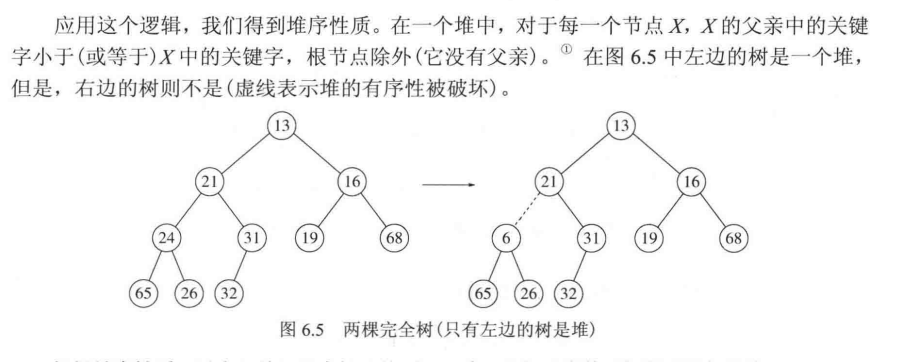 应用这个逻辑，我们得到堆序性质。在一个堆中，对于每一个节点 X，X 的父亲中的关键
字小于(或等于)X 中的关键字，根节点除外(它没有父亲)。① 在图 6.5 中左边的树是一个堆，
但是，右边的树则不是(虚线表示堆的有序性被破坏)。
13 13
21 16 21 16
24 31 19 68 6 31 19 68
65 26 32 65 26 32
图 6.5 两棵完全树(只有左边的树是堆)